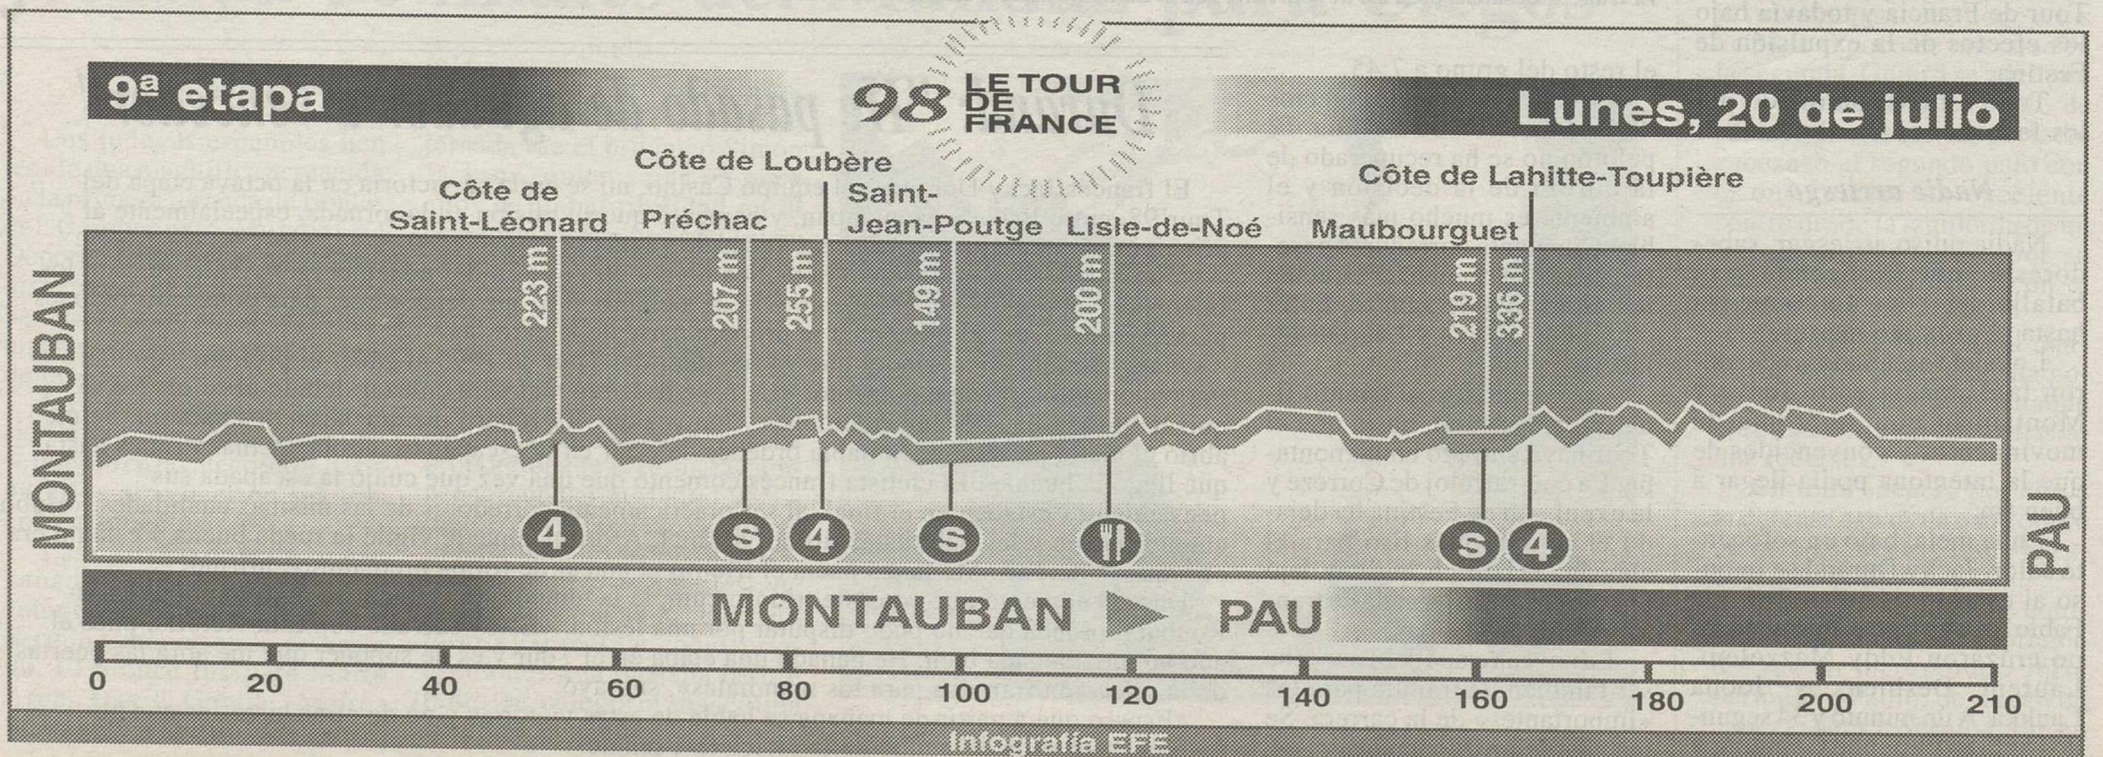 9ª etapa
98 LE TOUR
DE
FRANCE
Lunes, 20 de julio
Côte de Loubère
Côte de
Saint-Léonard
Préchac
Saint-
Jean-Poutge
Lisle-de-Noé
Côte de Lahitte-Toupière
Maubourguet
223 m
207 m
255 m
149 m
200 m
219 m
336 m
MONTAUBAN
PAU
4
s
4
s
s
4
MONTAUBAN
PAU
0 20 40 60 80 100 120 140 160 180 200 210
Infografía EFE